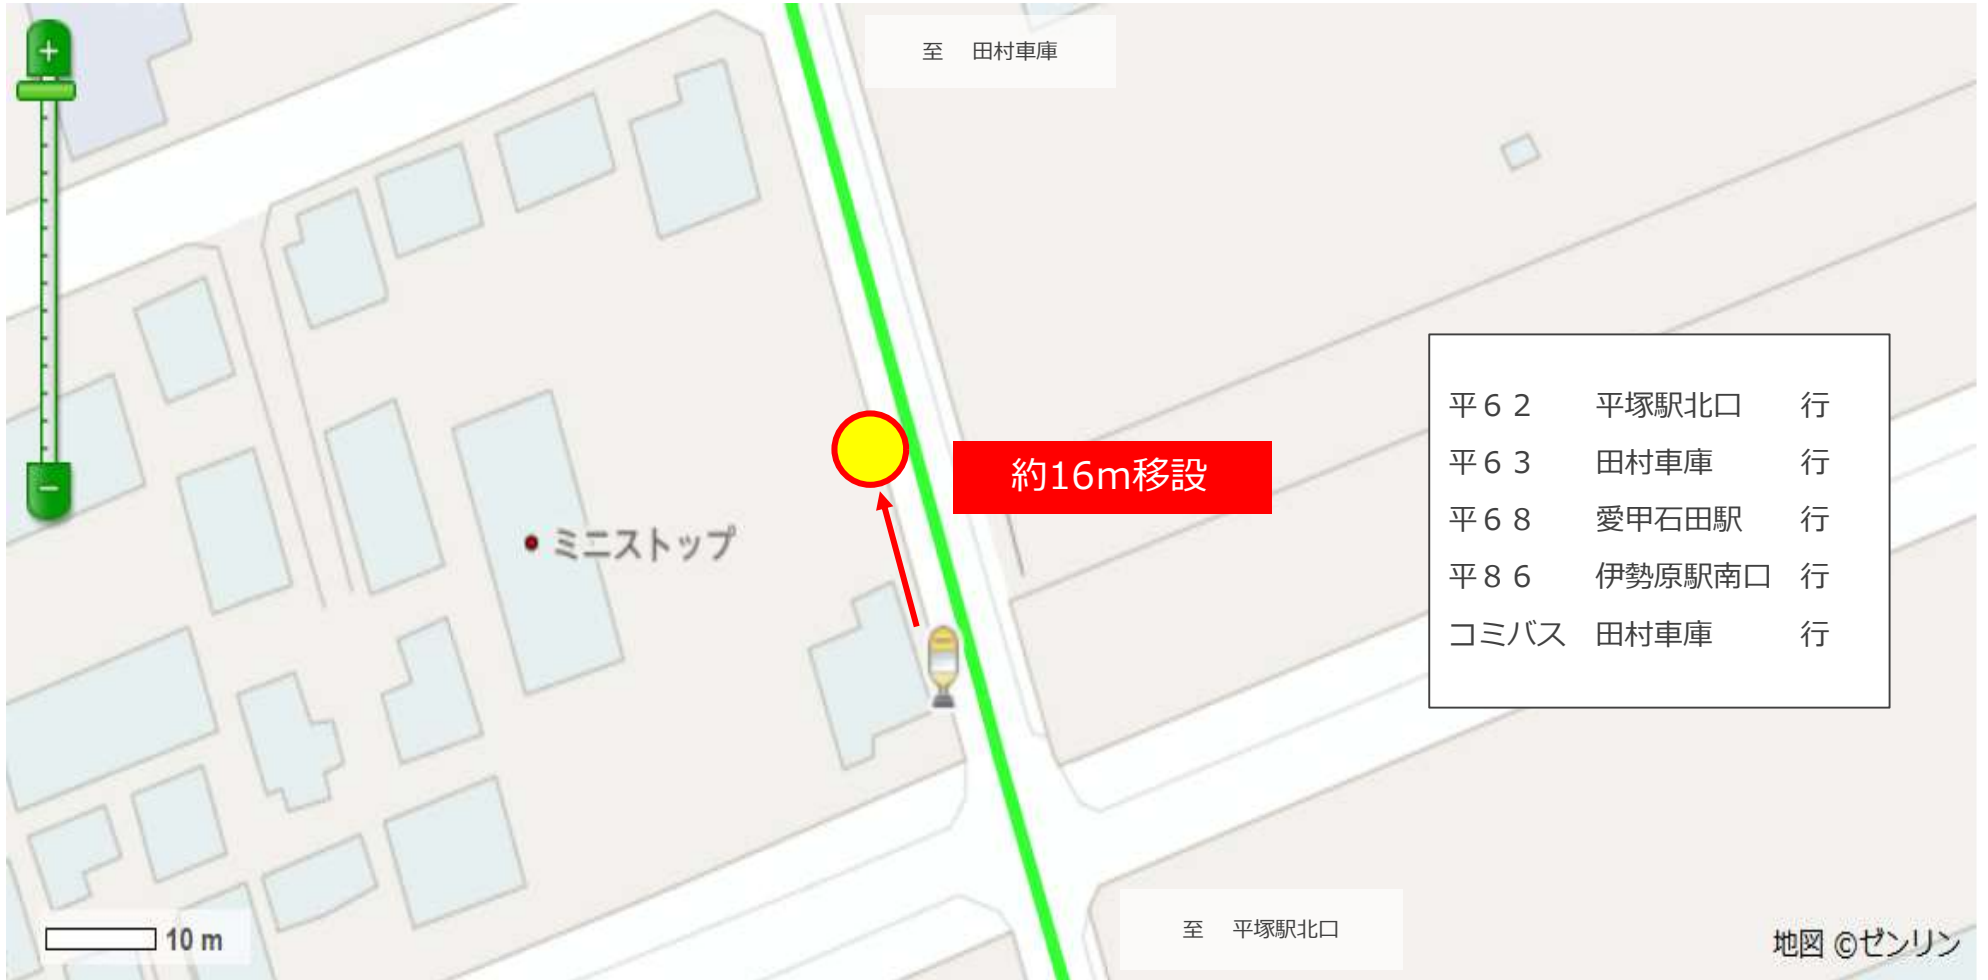 +
至　田村車庫
平６２　平塚駅北口　行
平６３　田村車庫　行
約16m移設
平６８　愛甲石田駅　行
ミニストップ
平８６　伊勢原駅南口　行
コミバス　田村車庫　行
−
至　平塚駅北口
10 m
地図 ©ゼンリン